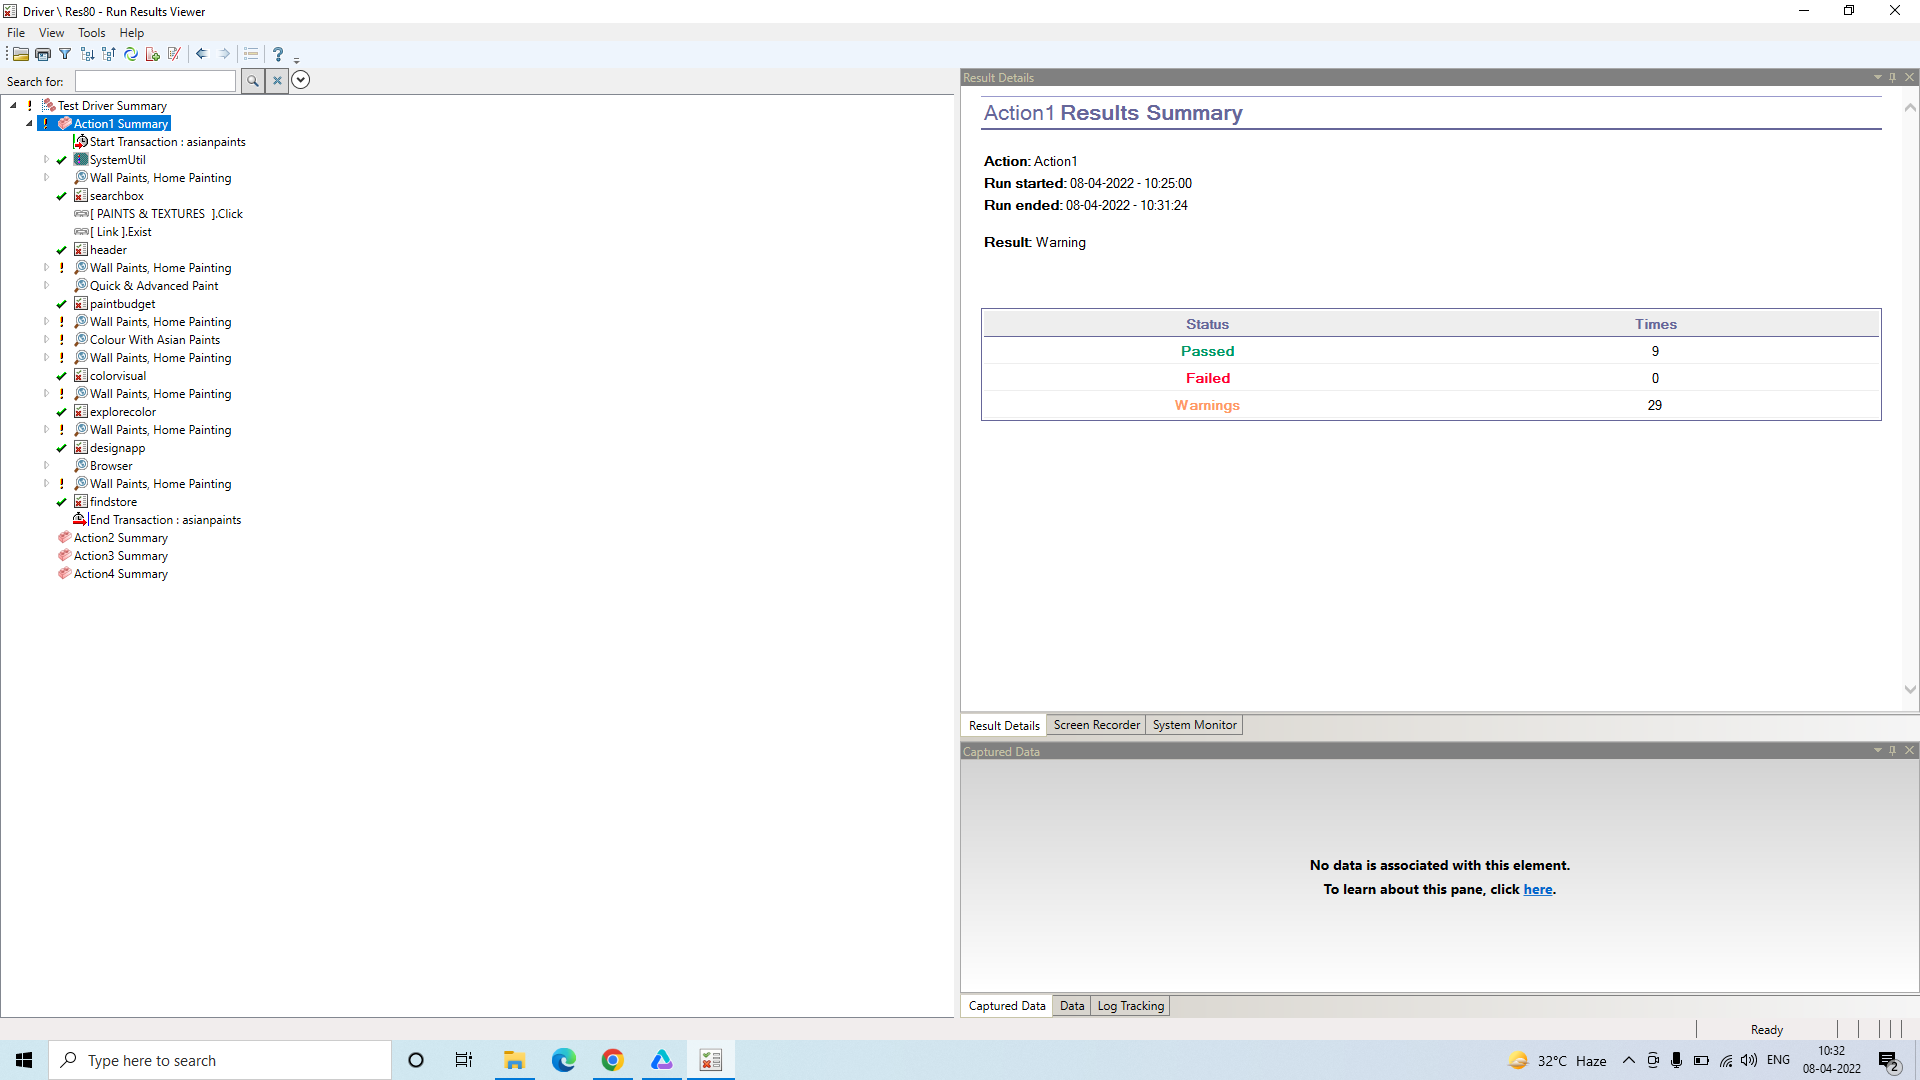 Driver \ Res80 - Run Results Viewer
File View Tools Help
Search for:
Test Driver Summary
Action1 Summary
Start Transaction : asianpaints
SystemUtil
Wall Paints, Home Painting
searchbox
[ PAINTS & TEXTURES  ].Click
[ Link ].Exist
header
Wall Paints, Home Painting
Quick & Advanced Paint
paintbudget
Wall Paints, Home Painting
Colour With Asian Paints
Wall Paints, Home Painting
colorvisual
Wall Paints, Home Painting
explorecolor
Wall Paints, Home Painting
designapp
Browser
Wall Paints, Home Painting
findstore
End Transaction : asianpaints
Action2 Summary
Action3 Summary
Action4 Summary
Result Details
Action1 Results Summary
Action: Action1
Run started: 08-04-2022 - 10:25:00
Run ended: 08-04-2022 - 10:31:24
Result: Warning
Status Times
Passed 9
Failed 0
Warnings 29
Result Details Screen Recorder System Monitor
Captured Data
No data is associated with this element.
To learn about this pane, click here.
Captured Data Data Log Tracking
Ready
Type here to search
32°C Haze
ENG
10:32
08-04-2022
2